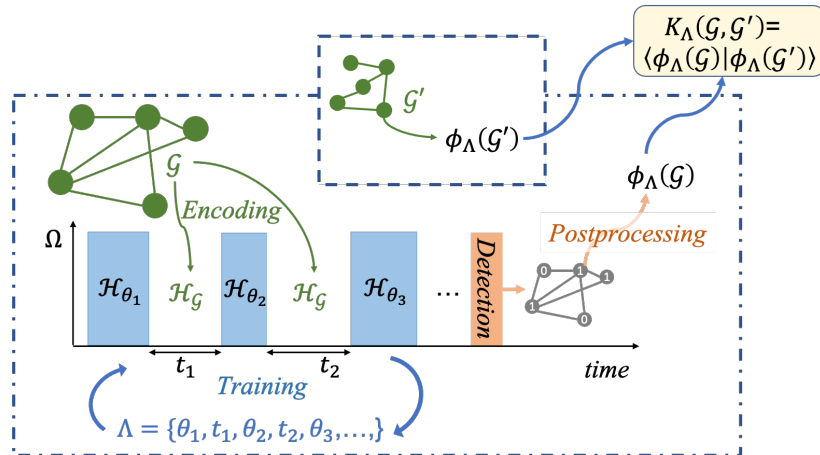 K_Λ(𝒢, 𝒢′)=
⟨ϕ_Λ(𝒢)|ϕ_Λ(𝒢′)⟩
𝒢′
ϕ_Λ(𝒢′)
𝒢
ϕ_Λ(𝒢)
Encoding
Postprocessing
Ω
ℋ_θ₁
ℋ_𝒢
ℋ_θ₂
ℋ_𝒢
ℋ_θ₃
...
Detection
0
1
1
1
0
t₁
t₂
time
Training
Λ = {θ₁, t₁, θ₂, t₂, θ₃,...,}